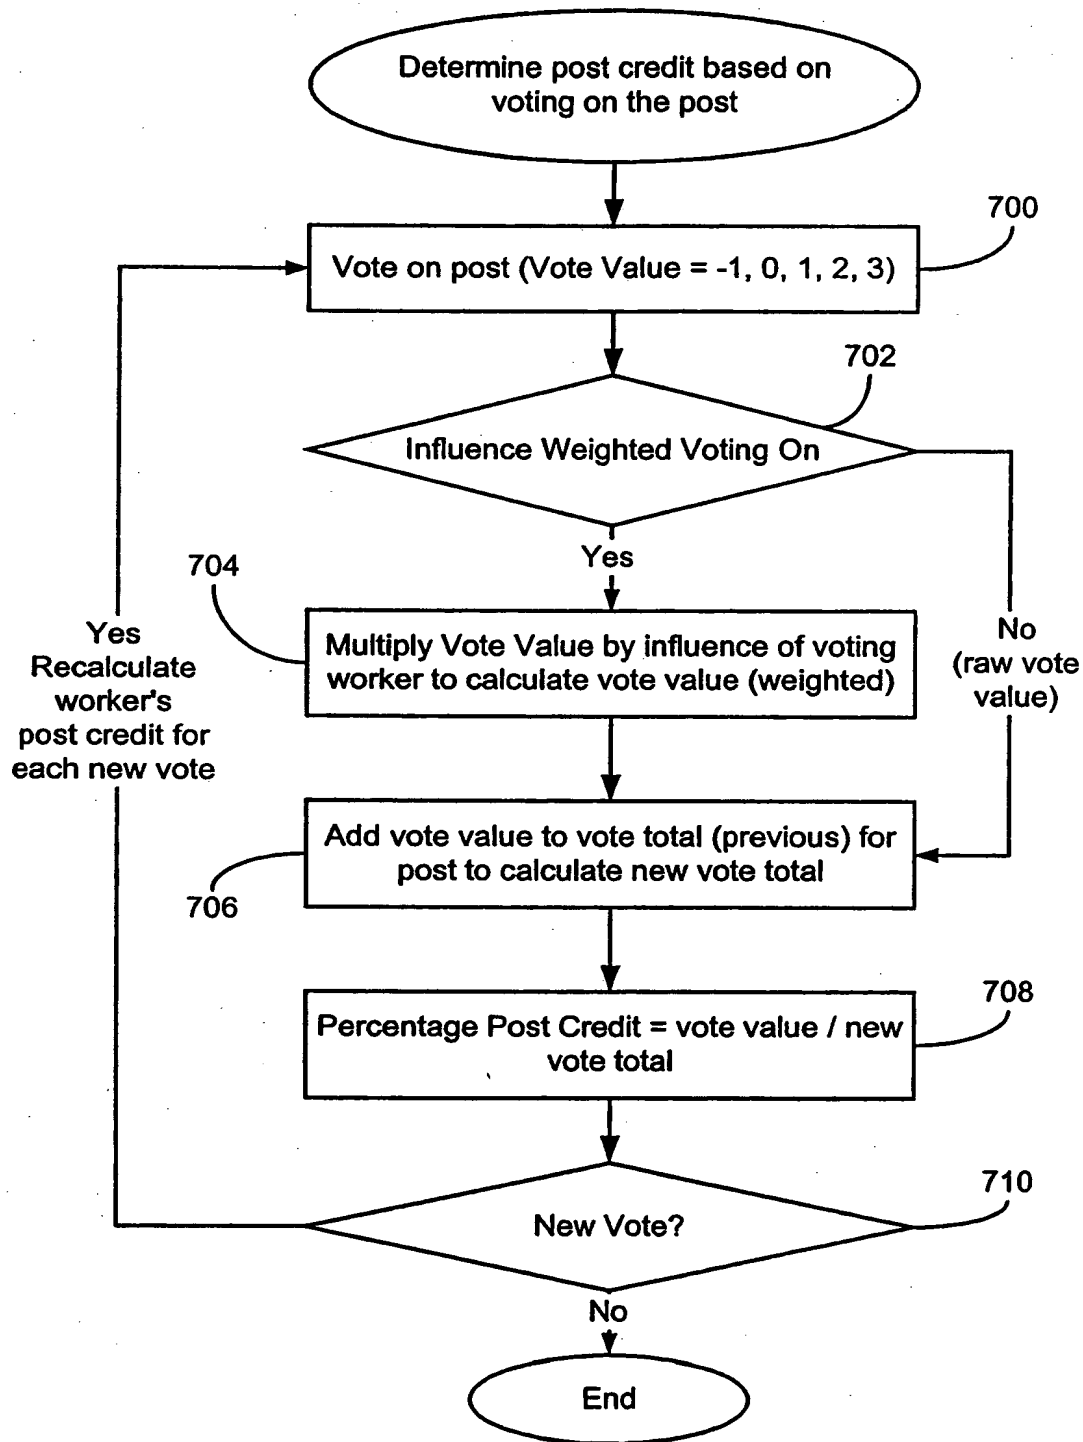 Determine post credit based on
voting on the post
700
Vote on post (Vote Value = -1, 0, 1, 2, 3)
702
Influence Weighted Voting On
Yes
704
No
(raw vote
value)
Multiply Vote Value by influence of voting
worker to calculate vote value (weighted)
Yes
Recalculate
worker's
post credit for
each new vote
Add vote value to vote total (previous) for
post to calculate new vote total
706
708
Percentage Post Credit = vote value / new
vote total
710
New Vote?
No
End